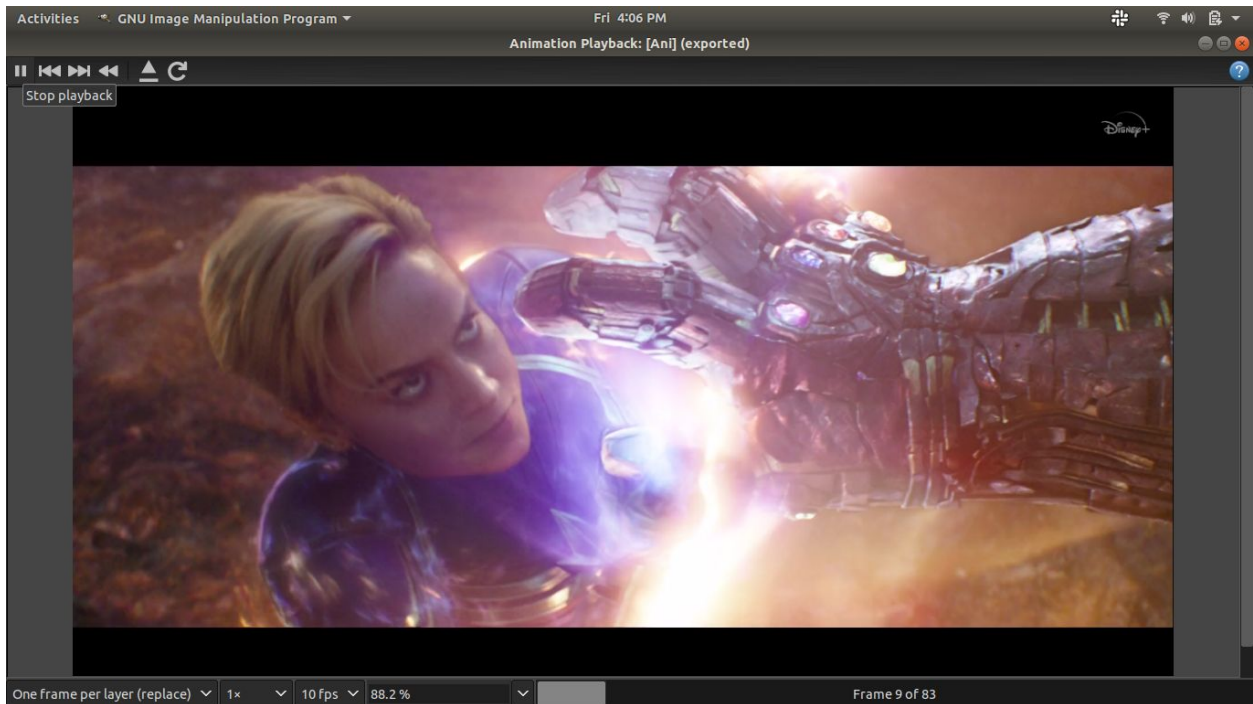 Activities GNU Image Manipulation Program Fri 4:06 PM
Animation Playback: [Ani] (exported)
Stop playback
Disney+
One frame per layer (replace) 1× 10 fps 88.2 % Frame 9 of 83